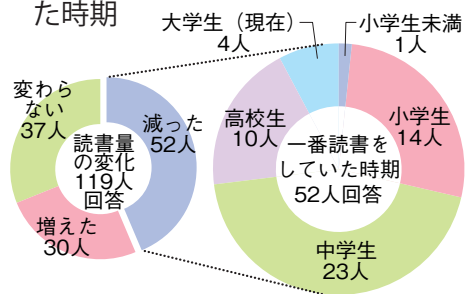 た時期
大学生（現在）
4人
小学生未満
1人
変わら
ない
37人
減った
52人
読書量
の変化
119人
回答
増えた
30人
高校生
10人
小学生
14人
一番読書を
していた時期
52人回答
中学生
23人